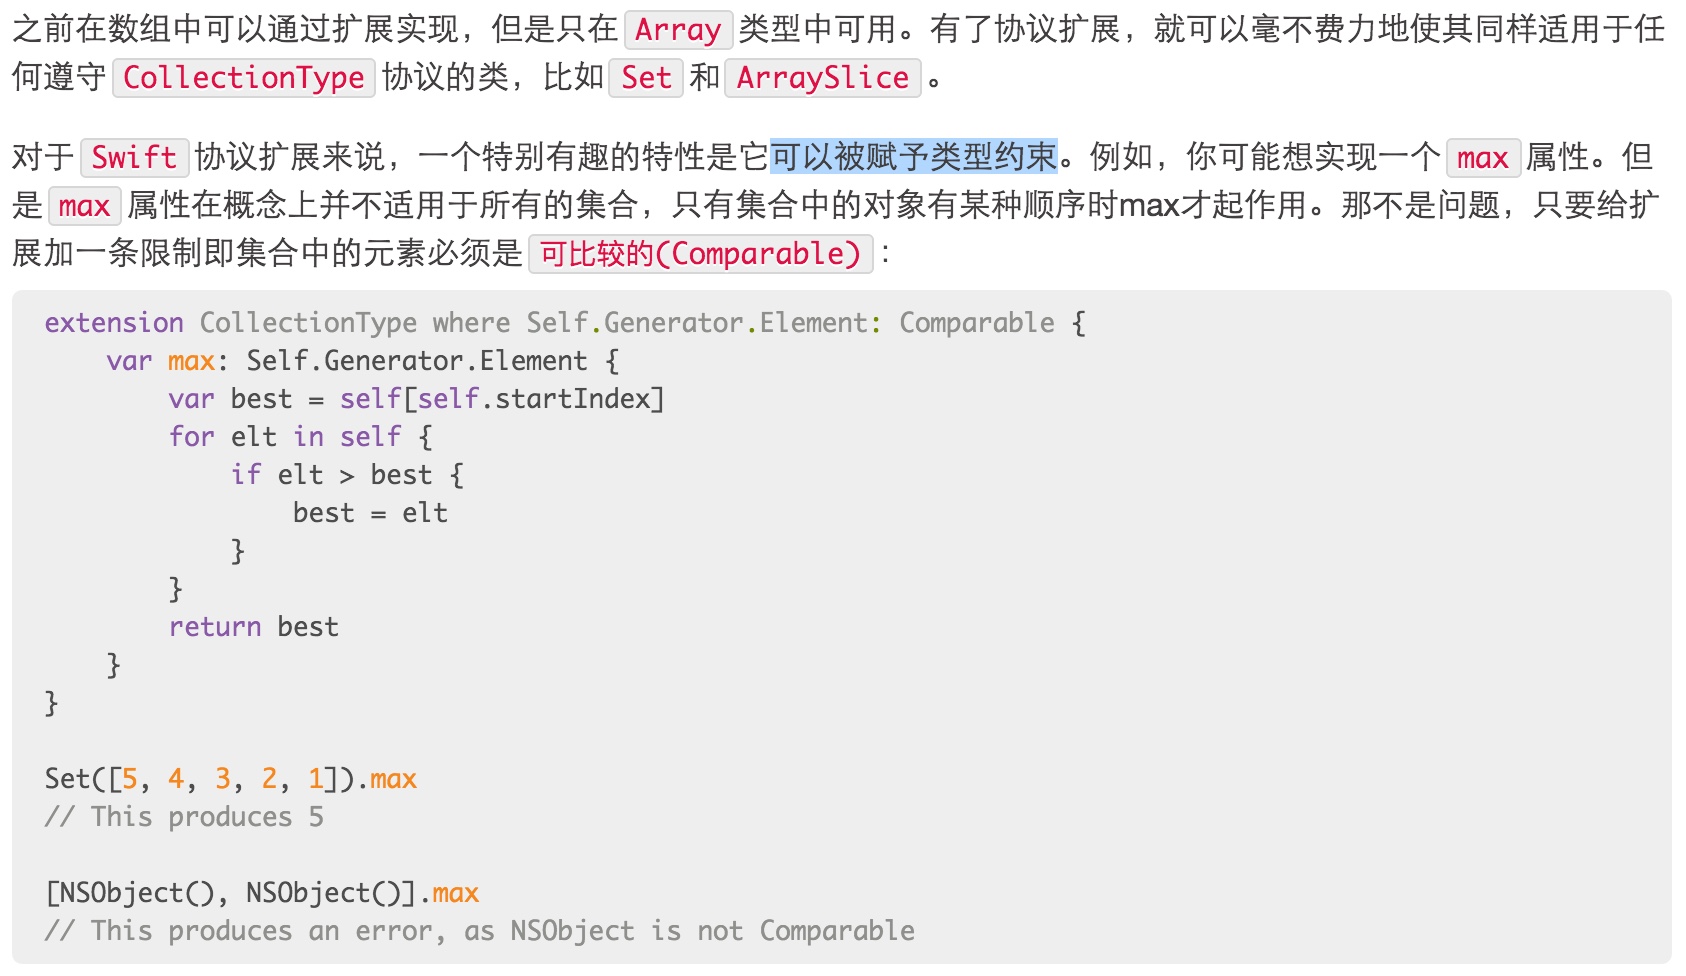 之前在数组中可以通过扩展实现，但是只在 Array 类型中可用。有了协议扩展，就可以毫不费力地使其同样适用于任
何遵守 CollectionType 协议的类，比如 Set 和 ArraySlice 。
对于 Swift 协议扩展来说，一个特别有趣的特性是它可以被赋予类型约束。例如，你可能想实现一个 max 属性。但
是 max 属性在概念上并不适用于所有的集合，只有集合中的对象有某种顺序时max才起作用。那不是问题，只要给扩
展加一条限制即集合中的元素必须是 可比较的(Comparable) ：
extension CollectionType where Self.Generator.Element: Comparable {
    var max: Self.Generator.Element {
        var best = self[self.startIndex]
        for elt in self {
            if elt > best {
                best = elt
            }
        }
        return best
    }
}
Set([5, 4, 3, 2, 1]).max
// This produces 5
[NSObject(), NSObject()].max
// This produces an error, as NSObject is not Comparable